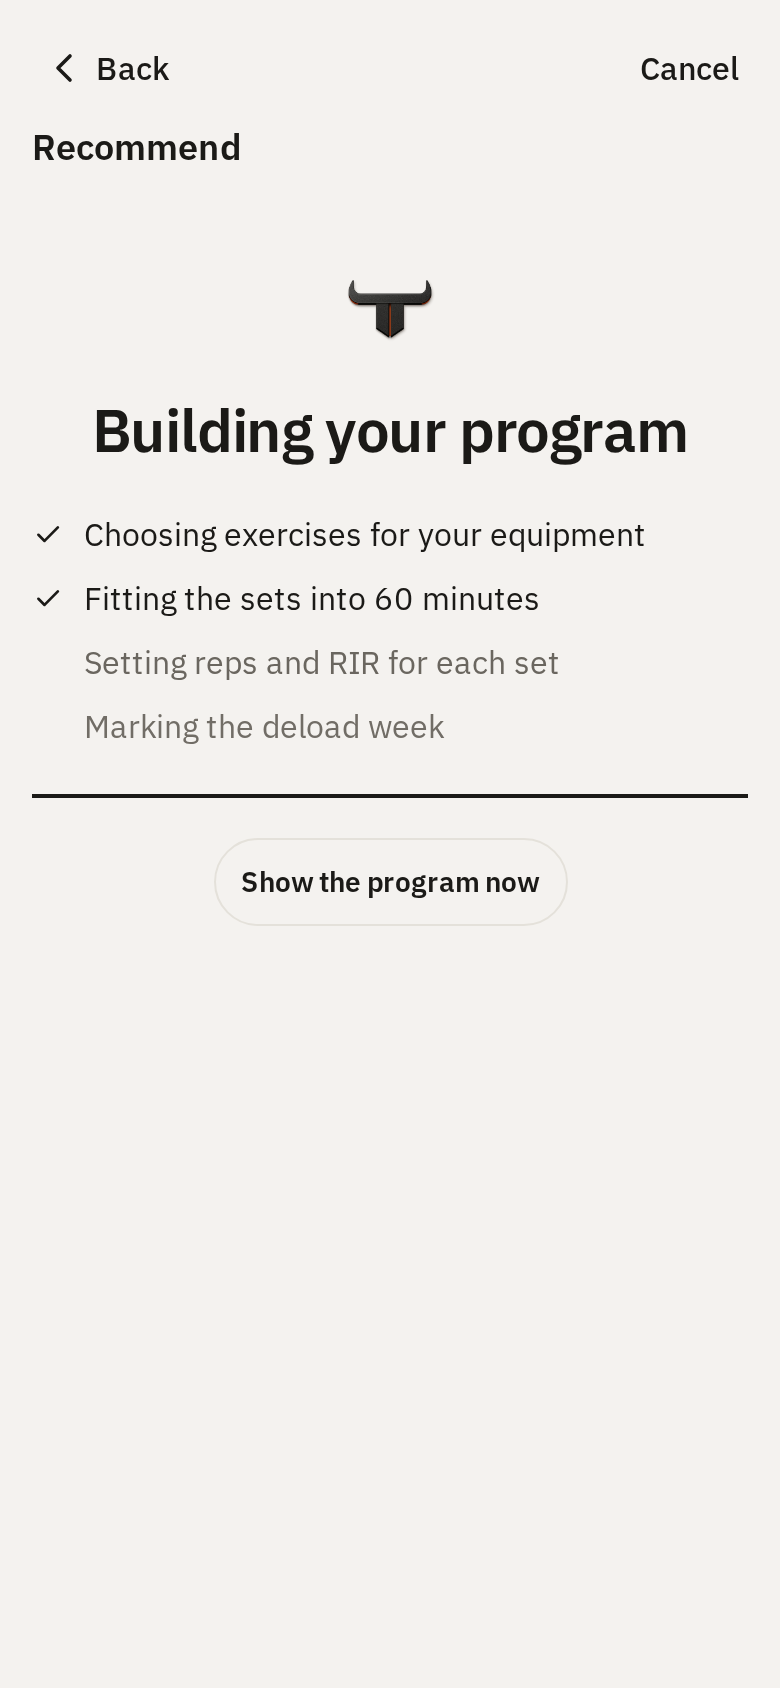 Back
Cancel
Recommend
Building your program
Choosing exercises for your equipment
Fitting the sets into 60 minutes
Setting reps and RIR for each set
Marking the deload week
Show the program now